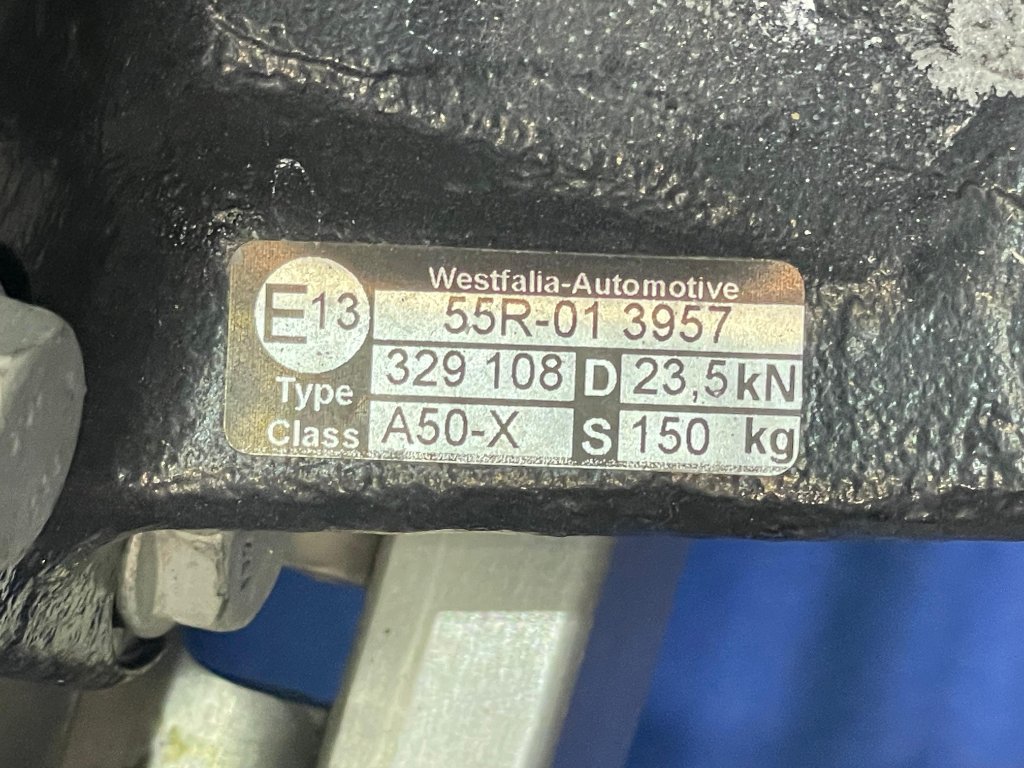 Westfalia-Automotive
E13 55R-01 3957
Type 329 108 D 23,5 kN
Class A50-X S 150 kg